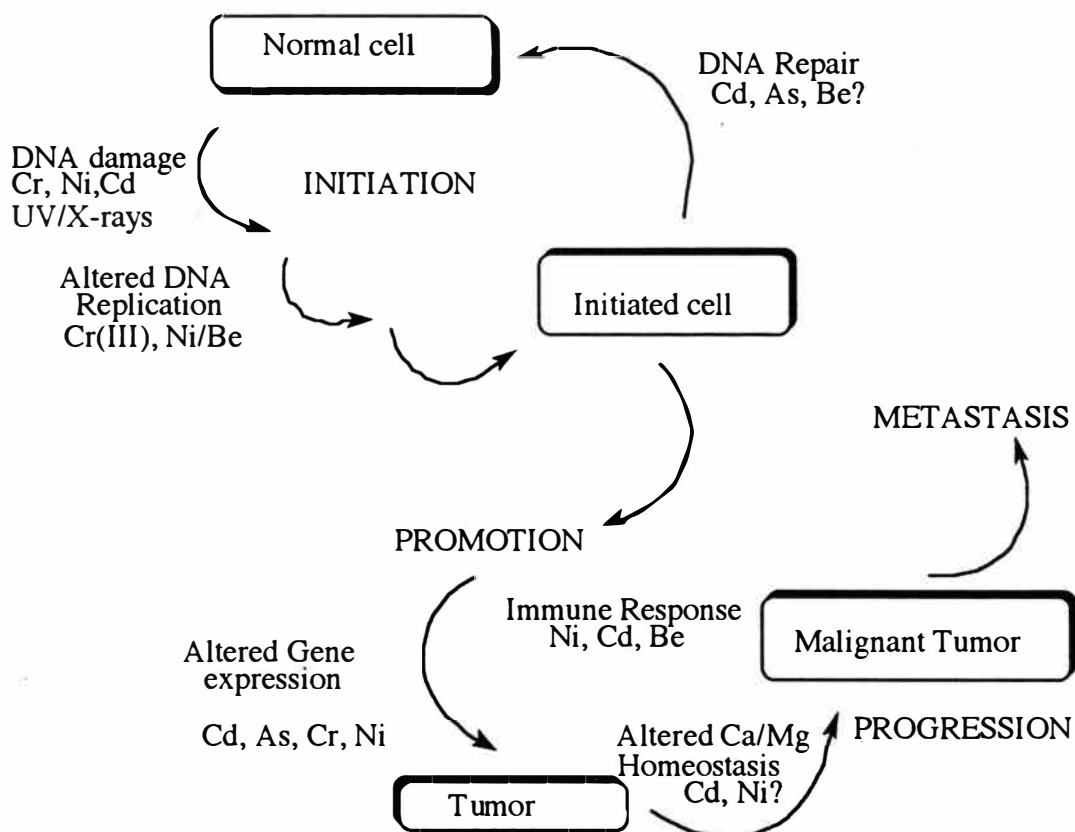 Normal cell
DNA Repair
Cd, As, Be?
DNA damage
Cr, Ni,Cd
UV/X-rays
INITIATION
Altered DNA
Replication
Cr(III), Ni/Be
Initiated cell
METASTASIS
PROMOTION
Immune Response
Ni, Cd, Be
Malignant Tumor
Altered Gene
expression
Cd, As, Cr, Ni
Altered Ca/Mg
Homeostasis
Cd, Ni?
PROGRESSION
Tumor